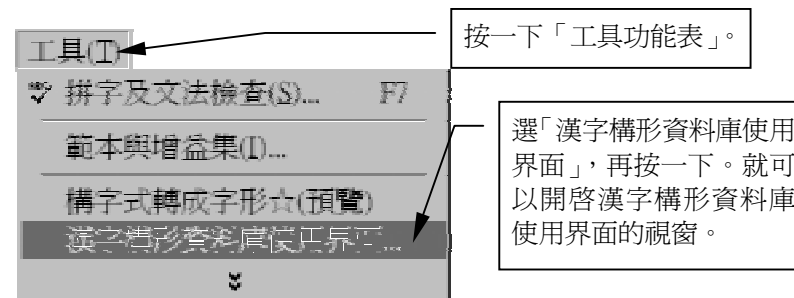 按一下「工具功能表」。
工具(T)
拼字及文法檢查(S)... F7
範本與增益集(I)...
構字式轉成字形☆(預覽)
漢字構形資料庫使用界面...
選「漢字構形資料庫使用
界面」，再按一下。就可
以開啓漢字構形資料庫
使用界面的視窗。